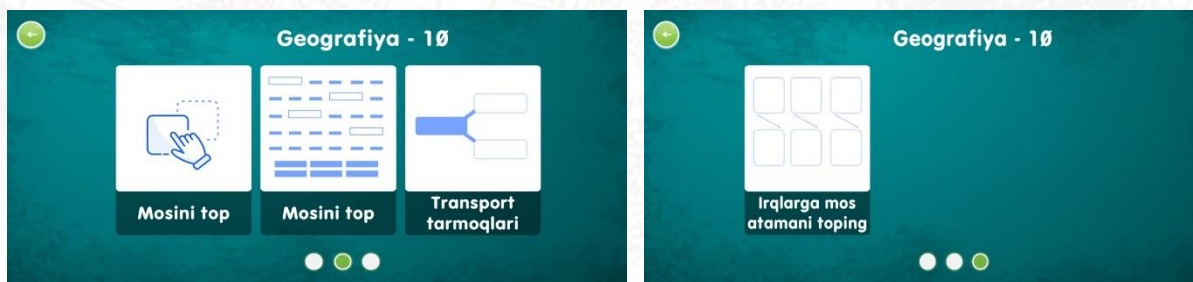 Geografiya - 10
Mosini top
Mosini top
Transport
tarmoqlari
Geografiya - 10
Irqlarga mos
atamani toping